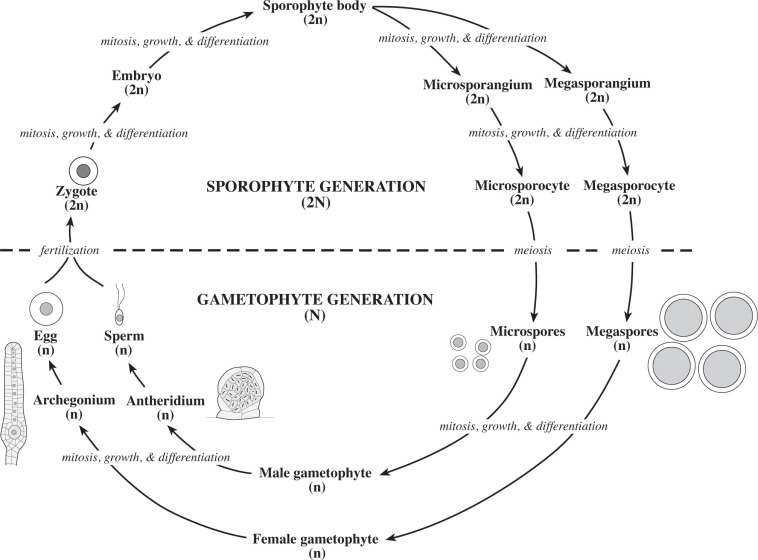 Sporophyte body
(2n)
mitosis, growth, & differentiation
mitosis, growth, & differentiation
Embryo
(2n)
Microsporangium
(2n)
Megasporangium
(2n)
mitosis, growth, & differentiation
mitosis, growth, & differentiation
Zygote
(2n)
SPOROPHYTE GENERATION
(2N)
Microsporocyte
(2n)
Megasporocyte
(2n)
fertilization
meiosis
meiosis
GAMETOPHYTE GENERATION
(N)
Egg
(n)
Sperm
(n)
Microspores
(n)
Megaspores
(n)
Archegonium
(n)
Antheridium
(n)
mitosis, growth, & differentiation
mitosis, growth, & differentiation
Male gametophyte
(n)
Female gametophyte
(n)